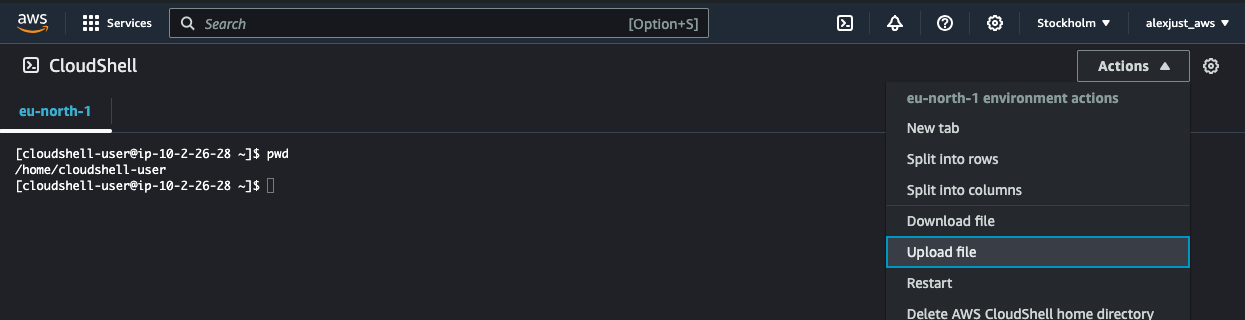 aws Services Search [Option+S] Stockholm ▼ alexjust_aws ▼
CloudShell Actions ▲
eu-north-1
eu-north-1 environment actions
New tab
Split into rows
Split into columns
Download file
Upload file
Restart
Delete AWS CloudShell home directory
[cloudshell-user@ip-10-2-26-28 ~]$ pwd
/home/cloudshell-user
[cloudshell-user@ip-10-2-26-28 ~]$